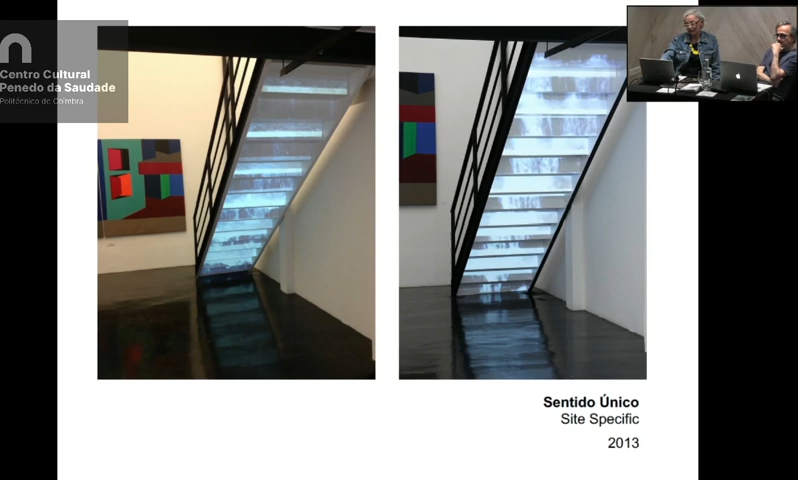 Centro Cultural
Penedo da Saudade
Politécnico de Coimbra
Sentido Único
Site Specific
2013